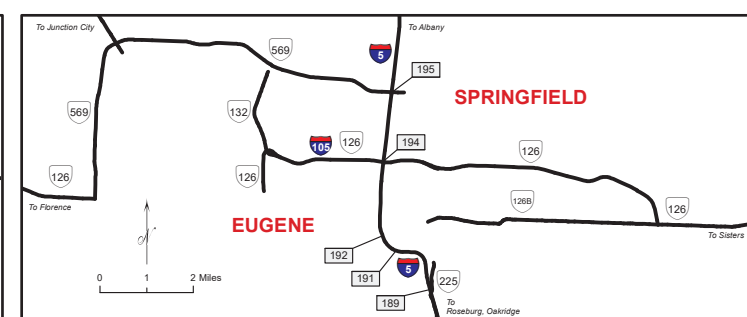 To Junction City
To Albany
569
5
195
SPRINGFIELD
569
132
105
126
194
126
126
126
126B
126
To Florence
EUGENE
To Sisters
N
192
191
5
225
0 1 2 Miles
189
To
Roseburg, Oakridge